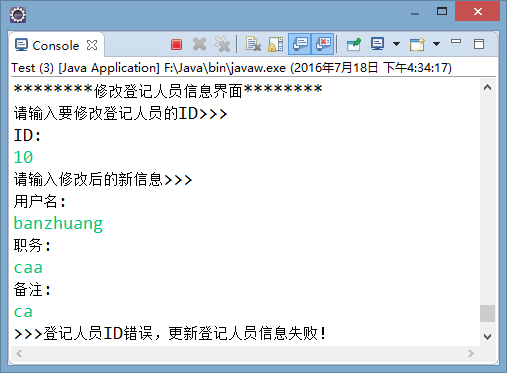 Console
Test (3) [Java Application] F:\Java\bin\javaw.exe (2016年7月18日 下午4:34:17)
********修改登记人员信息界面********
请输入要修改登记人员的ID>>>
ID:
10
请输入修改后的新信息>>>
用户名:
banzhuang
职务:
caa
备注:
ca
>>>登记人员ID错误，更新登记人员信息失败!